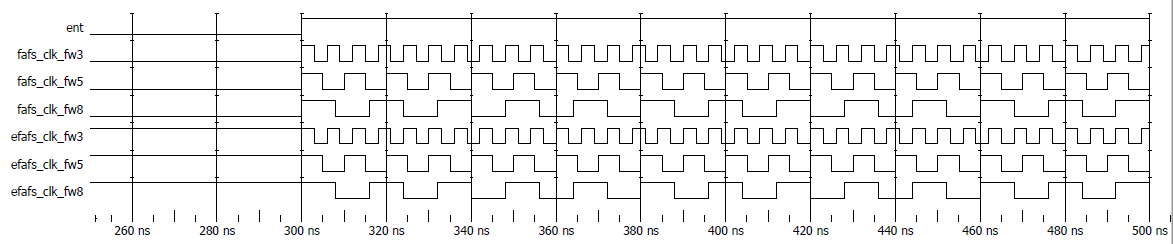 ent
fafs_clk_fw3
fafs_clk_fw5
fafs_clk_fw8
efafs_clk_fw3
efafs_clk_fw5
efafs_clk_fw8
260 ns 280 ns 300 ns 320 ns 340 ns 360 ns 380 ns 400 ns 420 ns 440 ns 460 ns 480 ns 500 ns